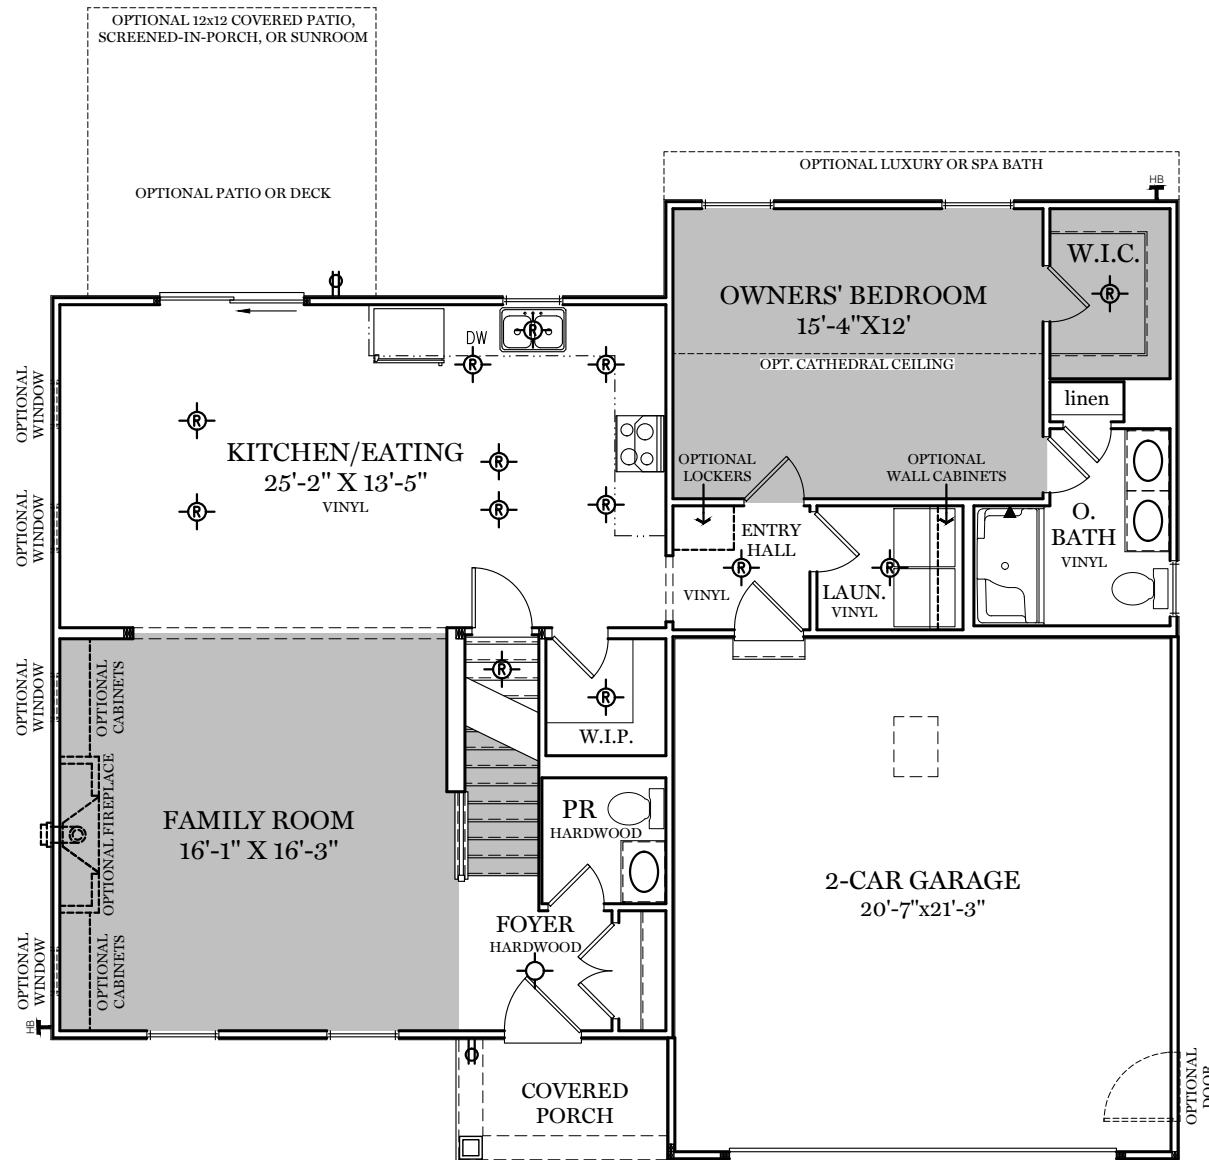 OPTIONAL 12x12 COVERED PATIO,
SCREENED-IN-PORCH, OR SUNROOM
OPTIONAL PATIO OR DECK
OPTIONAL LUXURY OR SPA BATH
HB
OWNERS' BEDROOM
15'-4"X12'
OPT. CATHEDRAL CEILING
W.I.C.
R
linen
DW
R
R
R
R
R
R
R
R
KITCHEN/EATING
25'-2" X 13'-5"
VINYL
OPTIONAL
WINDOW
OPTIONAL
WINDOW
OPTIONAL
LOCKERS
OPTIONAL
WALL CABINETS
ENTRY
HALL
R
VINYL
R
LAUN.
VINYL
O.
BATH
VINYL
OPTIONAL
WINDOW
OPTIONAL
CABINETS
R
R
W.I.P.
OPTIONAL FIREPLACE
FAMILY ROOM
16'-1" X 16'-3"
PR
HARDWOOD
2-CAR GARAGE
20'-7"x21'-3"
FOYER
HARDWOOD
OPTIONAL
WINDOW
OPTIONAL
CABINETS
HB
COVERED
PORCH
OPTIONAL
DOOR